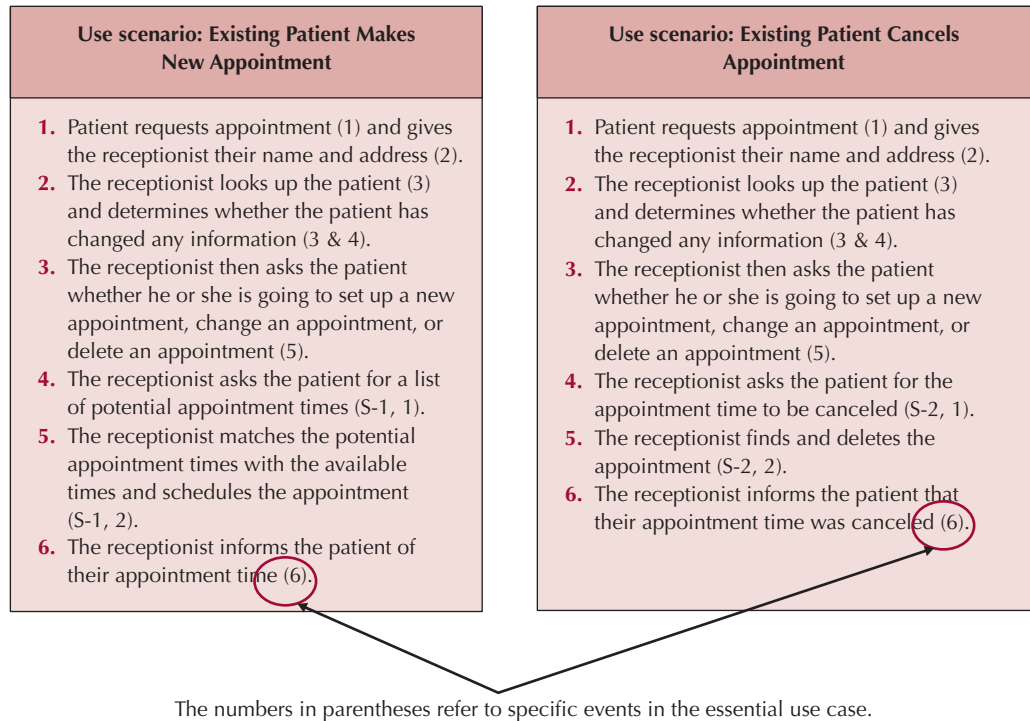 Use scenario: Existing Patient Makes
New Appointment
1. Patient requests appointment (1) and gives
the receptionist their name and address (2).
2. The receptionist looks up the patient (3)
and determines whether the patient has
changed any information (3 & 4).
3. The receptionist then asks the patient
whether he or she is going to set up a new
appointment, change an appointment, or
delete an appointment (5).
4. The receptionist asks the patient for a list
of potential appointment times (S-1, 1).
5. The receptionist matches the potential
appointment times with the available
times and schedules the appointment
(S-1, 2).
6. The receptionist informs the patient of
their appointment time (6).
Use scenario: Existing Patient Cancels
Appointment
1. Patient requests appointment (1) and gives
the receptionist their name and address (2).
2. The receptionist looks up the patient (3)
and determines whether the patient has
changed any information (3 & 4).
3. The receptionist then asks the patient
whether he or she is going to set up a new
appointment, change an appointment, or
delete an appointment (5).
4. The receptionist asks the patient for the
appointment time to be canceled (S-2, 1).
5. The receptionist finds and deletes the
appointment (S-2, 2).
6. The receptionist informs the patient that
their appointment time was canceled (6).
The numbers in parentheses refer to specific events in the essential use case.